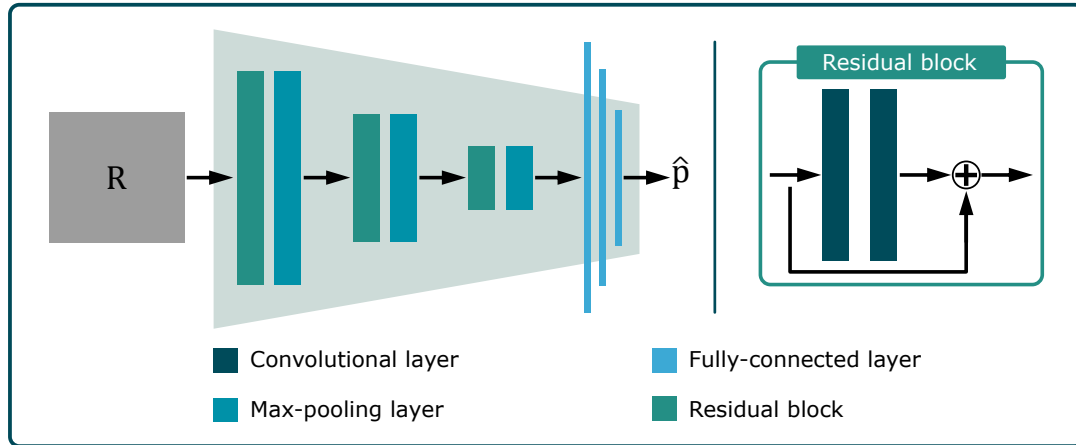 Residual block
R
p̂
Convolutional layer
Fully-connected layer
Max-pooling layer
Residual block